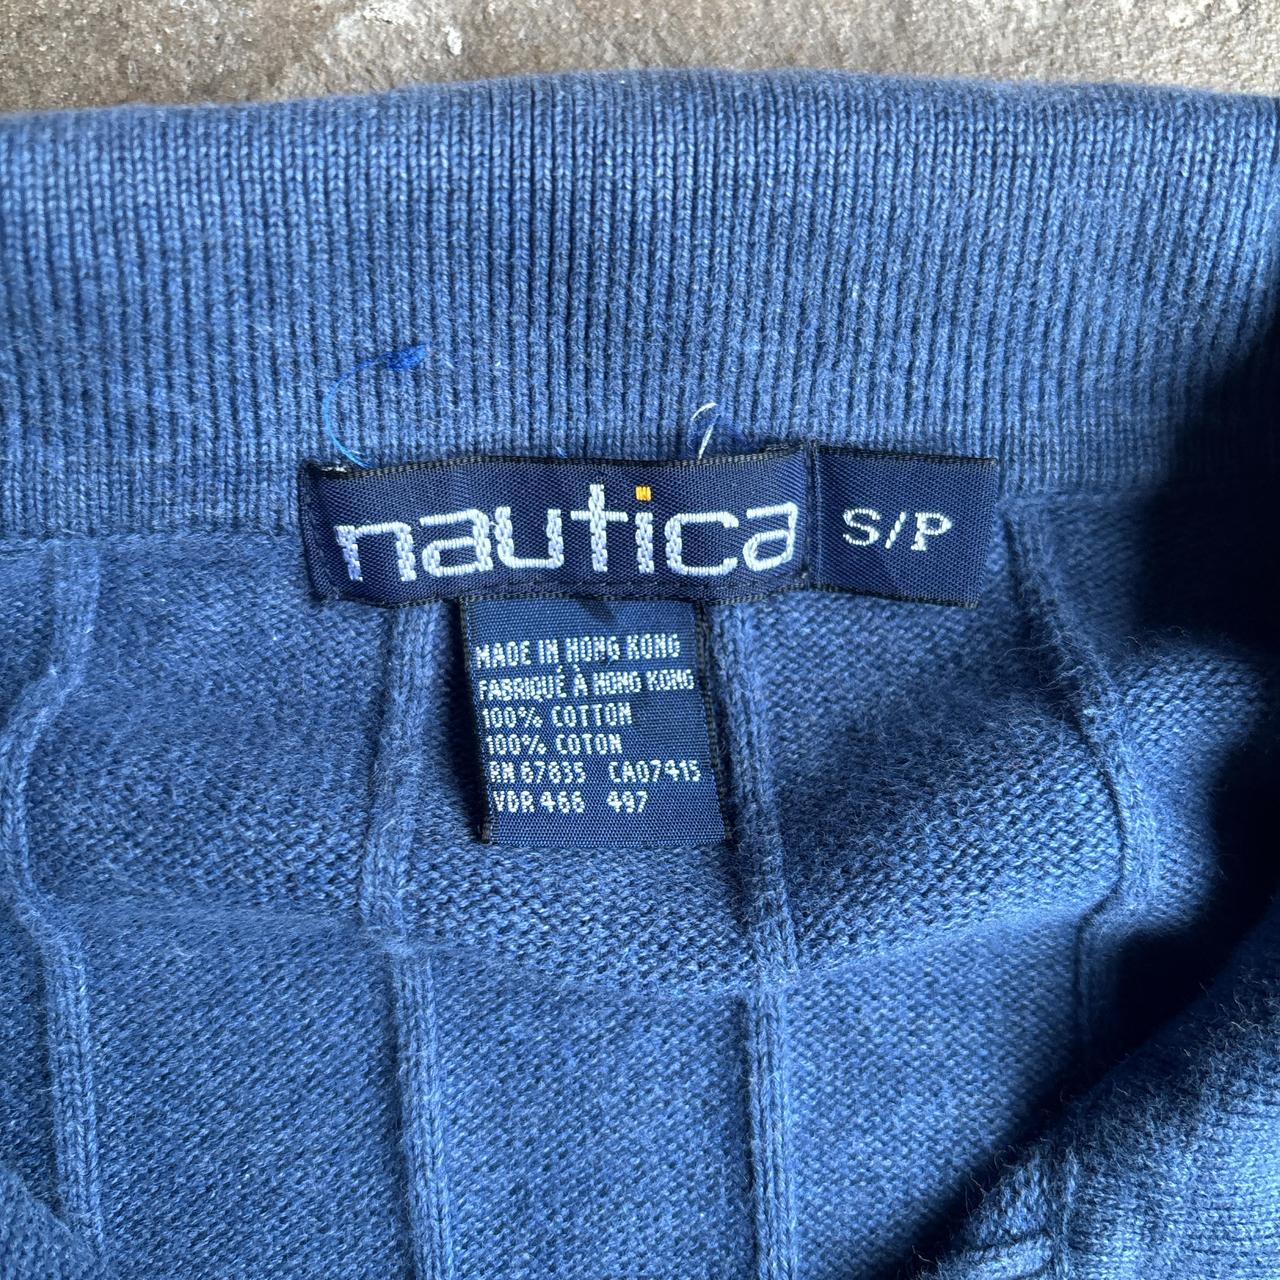 nautica
S/P
MADE IN HONG KONG
FABRIQUÉ À HONG KONG
100% COTTON
100% COTON
RN 67835 CA07415
VDR 466 497